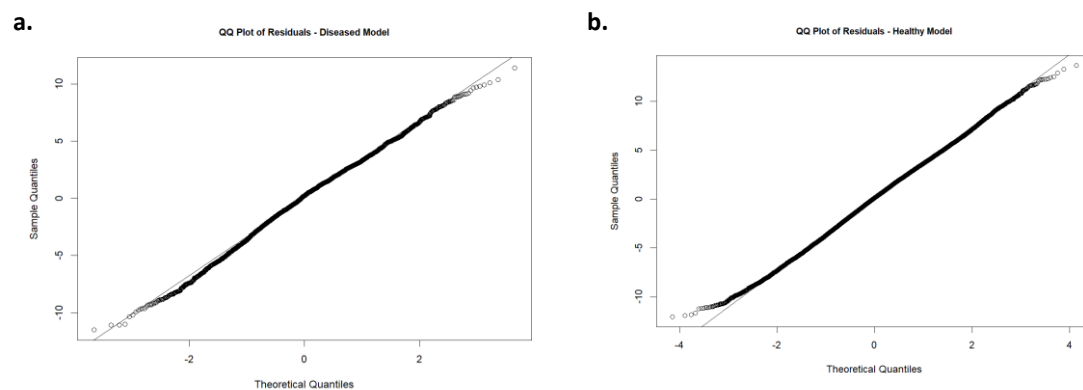 a.
QQ Plot of Residuals - Diseased Model
Sample Quantiles
10
5
0
-5
-10
-2
0
2
Theoretical Quantiles
b.
QQ Plot of Residuals - Healthy Model
Sample Quantiles
10
5
0
-5
-10
-4
-2
0
2
4
Theoretical Quantiles